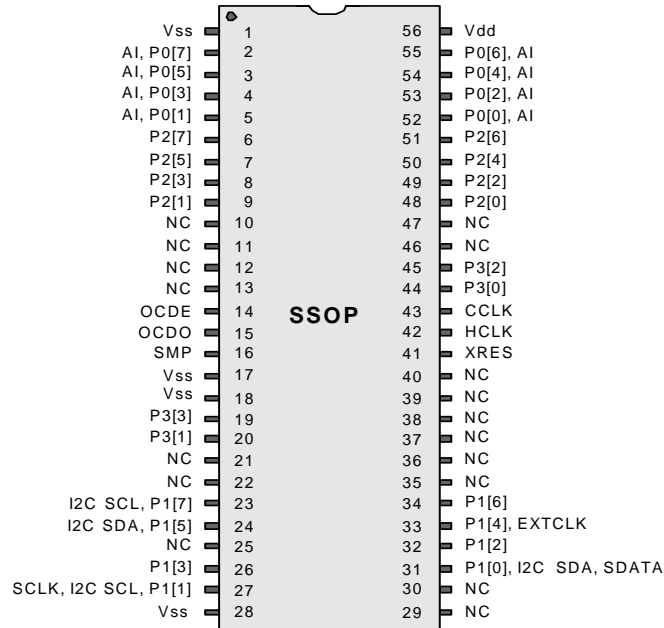 Vss 1 56 Vdd
AI, P0[7] 2 55 P0[6], AI
AI, P0[5] 3 54 P0[4], AI
AI, P0[3] 4 53 P0[2], AI
AI, P0[1] 5 52 P0[0], AI
P2[7] 6 51 P2[6]
P2[5] 7 50 P2[4]
P2[3] 8 49 P2[2]
P2[1] 9 48 P2[0]
NC 10 47 NC
NC 11 46 NC
NC 12 45 P3[2]
NC 13 44 P3[0]
OCDE 14 SSOP 43 CCLK
OCDO 15 42 HCLK
SMP 16 41 XRES
Vss 17 40 NC
Vss 18 39 NC
P3[3] 19 38 NC
P3[1] 20 37 NC
NC 21 36 NC
NC 22 35 NC
I2C SCL, P1[7] 23 34 P1[6]
I2C SDA, P1[5] 24 33 P1[4], EXTCLK
NC 25 32 P1[2]
P1[3] 26 31 P1[0], I2C SDA, SDATA
SCLK, I2C SCL, P1[1] 27 30 NC
Vss 28 29 NC